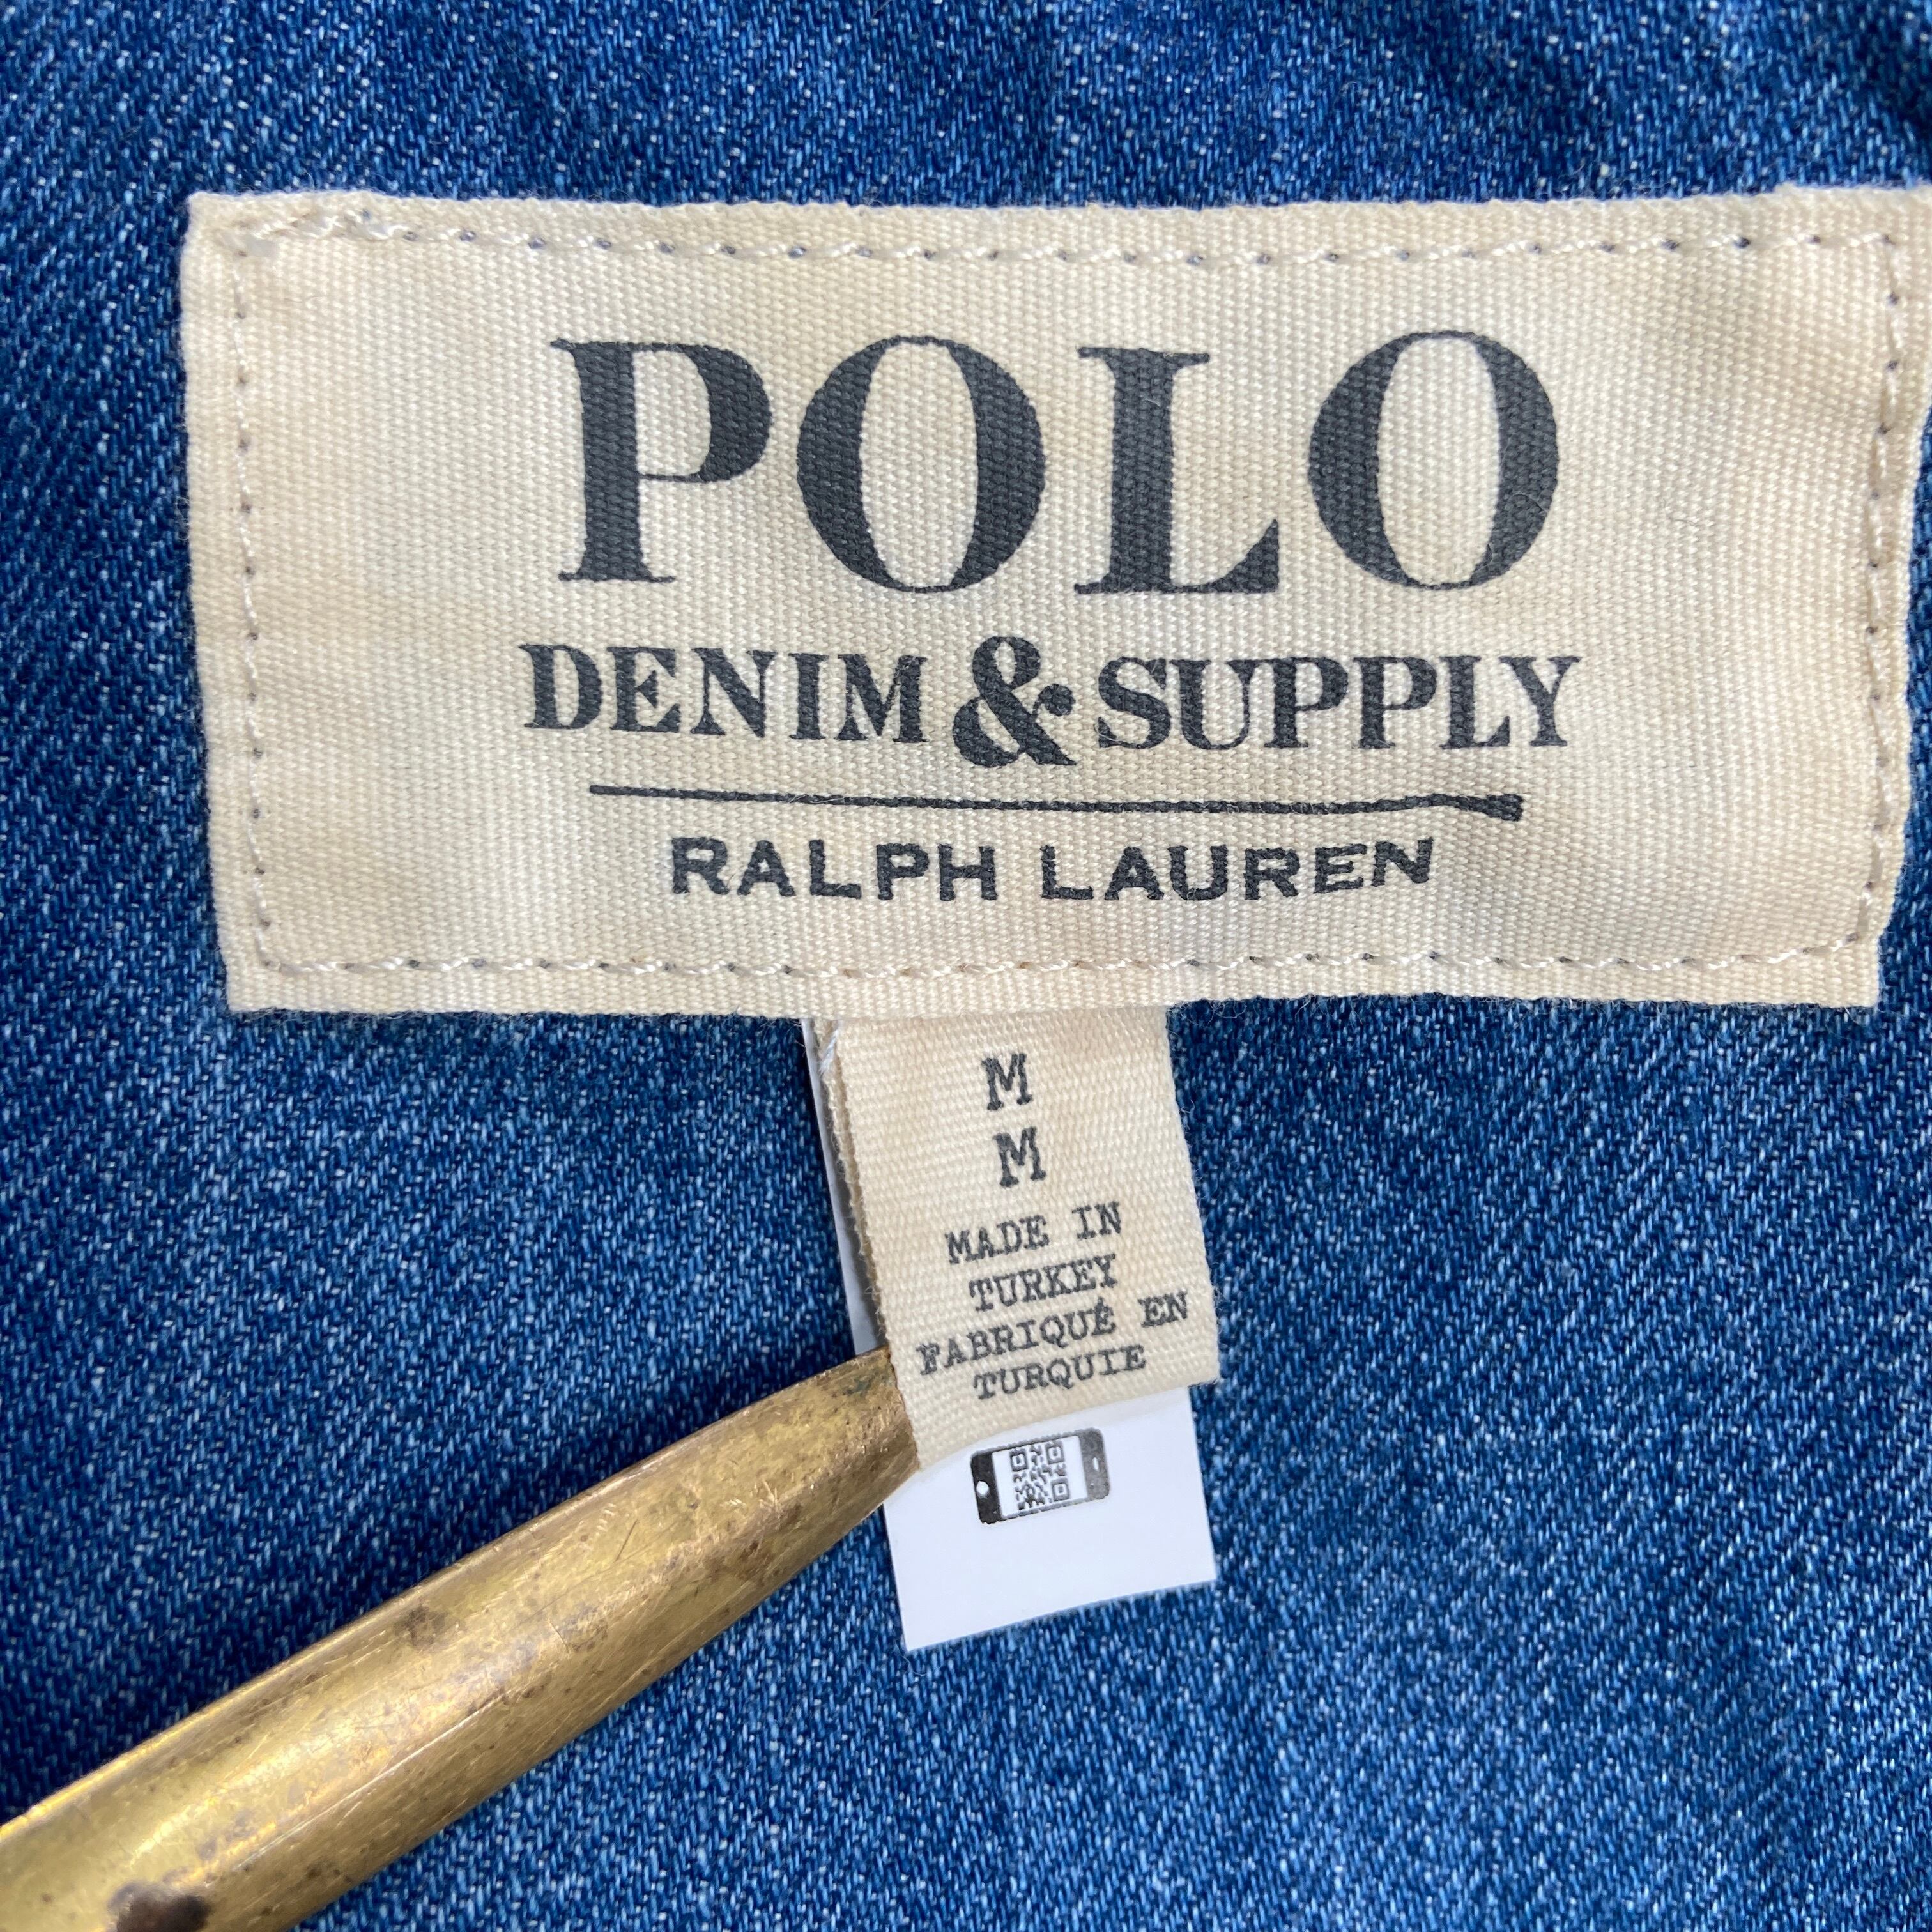 POLO
DENIM & SUPPLY
RALPH LAUREN
M
M
MADE IN
TURKEY
FABRIQUÉ EN
TURQUIE